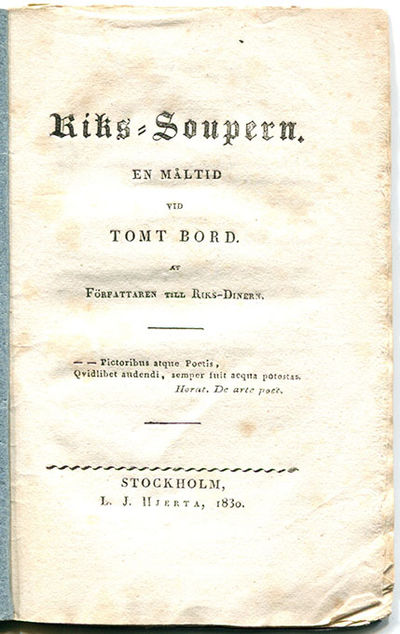 Riks-Soupern.
EN MÅLTID
VID
TOMT BORD.
AF
FÖRFATTAREN TILL RIKS-DINERN.
— — Pictoribus atque Poetis,
Qvidlibet audendi, semper fuit aequa potestas.
Horat. De arte poet.
STOCKHOLM,
L. J. HJERTA, 1830.